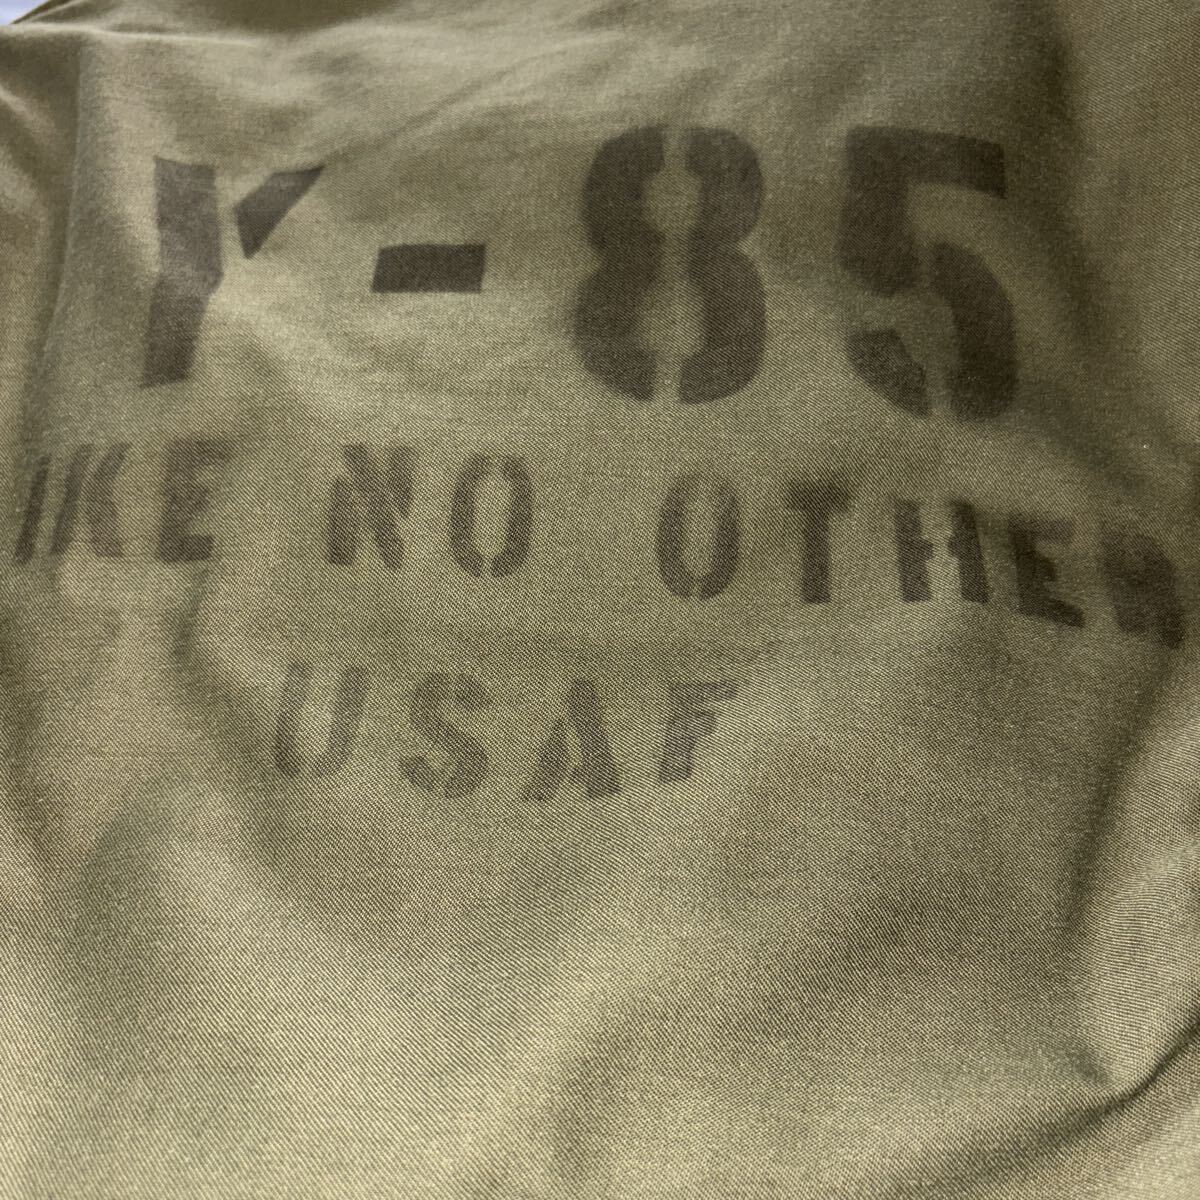 Y-85
IKE NO OTHER
USAF